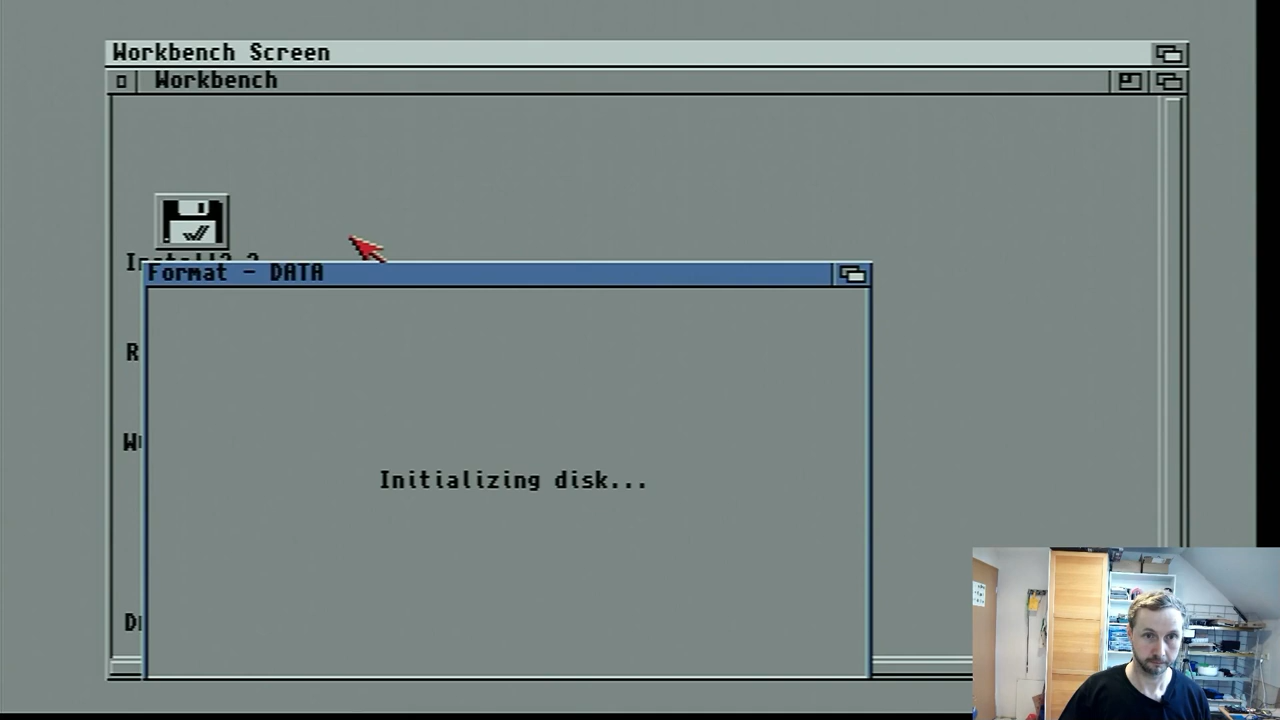 Workbench Screen
Workbench
Format - DATA
Initializing disk...